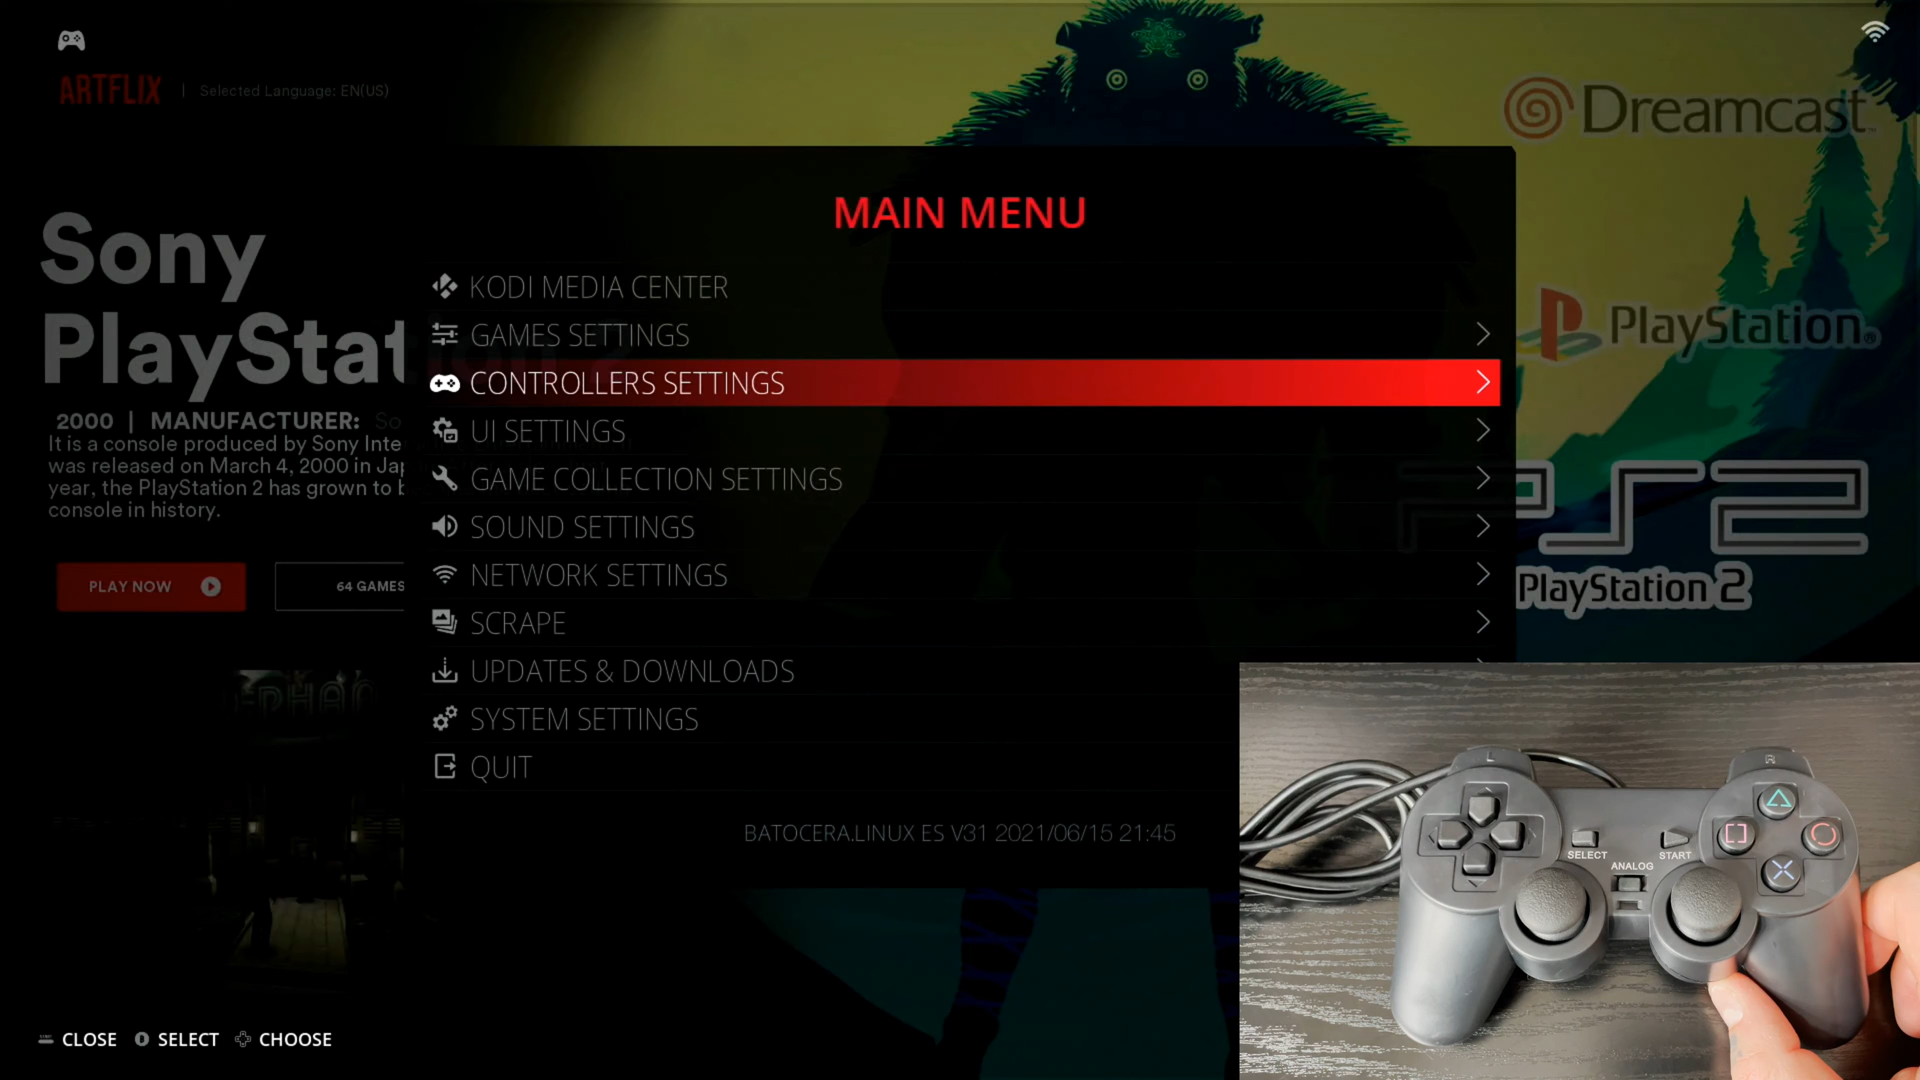 ARTFLIX | Selected Language: EN(US)
Dreamcast
Sony
PlayStat
2000 | MANUFACTURER: So
It is a console produced by Sony Inte
was released on March 4, 2000 in Jap
year, the PlayStation 2 has grown to b
console in history.
PLAY NOW
64 GAMES
MAIN MENU
KODI MEDIA CENTER
GAMES SETTINGS
CONTROLLERS SETTINGS
UI SETTINGS
GAME COLLECTION SETTINGS
SOUND SETTINGS
NETWORK SETTINGS
SCRAPE
UPDATES & DOWNLOADS
SYSTEM SETTINGS
QUIT
BATOCERA.LINUX ES V31 2021/06/15 21:45
PlayStation®
PS2
PlayStation 2
L
R
SELECT
START
ANALOG
CLOSE
SELECT
CHOOSE